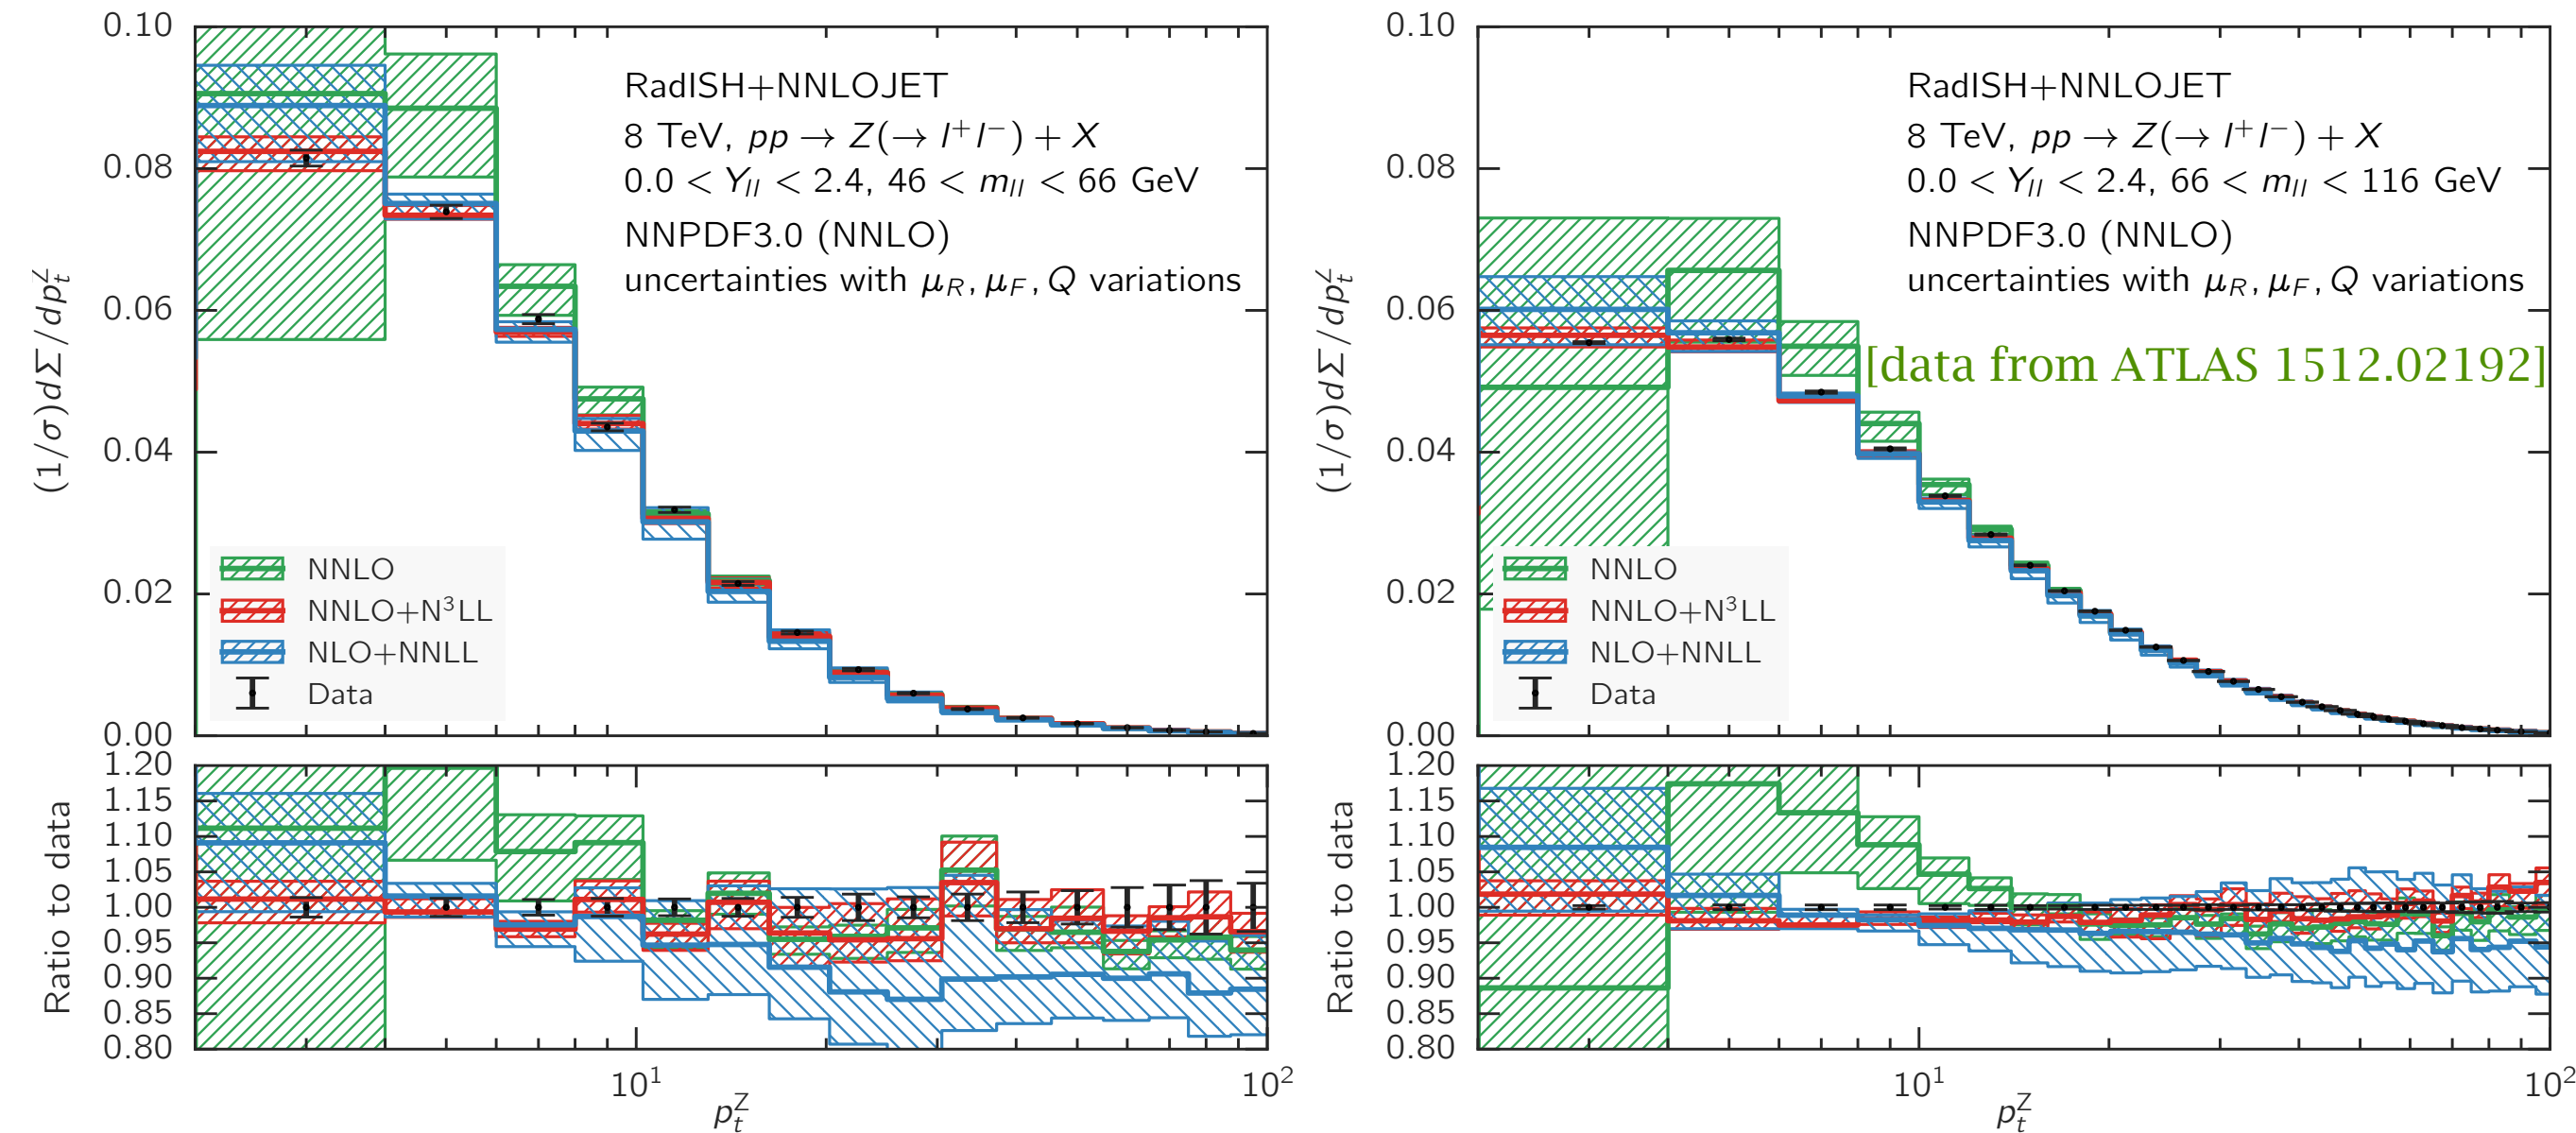 0.10
0.08
0.06
0.04
0.02
0.00
(1/σ)dΣ/dp_t^Z
RadISH+NNLOJET
8 TeV, pp → Z(→ l⁺l⁻) + X
0.0 < Y_ll < 2.4, 46 < m_ll < 66 GeV
NNPDF3.0 (NNLO)
uncertainties with μ_R, μ_F, Q variations
NNLO
NNLO+N³LL
NLO+NNLL
Data
1.20
1.15
1.10
1.05
1.00
0.95
0.90
0.85
0.80
Ratio to data
10¹
10²
p_t^Z
0.10
0.08
0.06
0.04
0.02
0.00
(1/σ)dΣ/dp_t^Z
RadISH+NNLOJET
8 TeV, pp → Z(→ l⁺l⁻) + X
0.0 < Y_ll < 2.4, 66 < m_ll < 116 GeV
NNPDF3.0 (NNLO)
uncertainties with μ_R, μ_F, Q variations
[data from ATLAS 1512.02192]
NNLO
NNLO+N³LL
NLO+NNLL
Data
1.20
1.15
1.10
1.05
1.00
0.95
0.90
0.85
0.80
Ratio to data
10¹
10²
p_t^Z